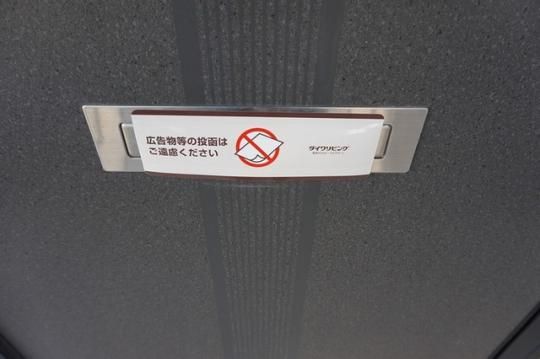 広告物等の投函は
ご遠慮ください
ダイワリビング